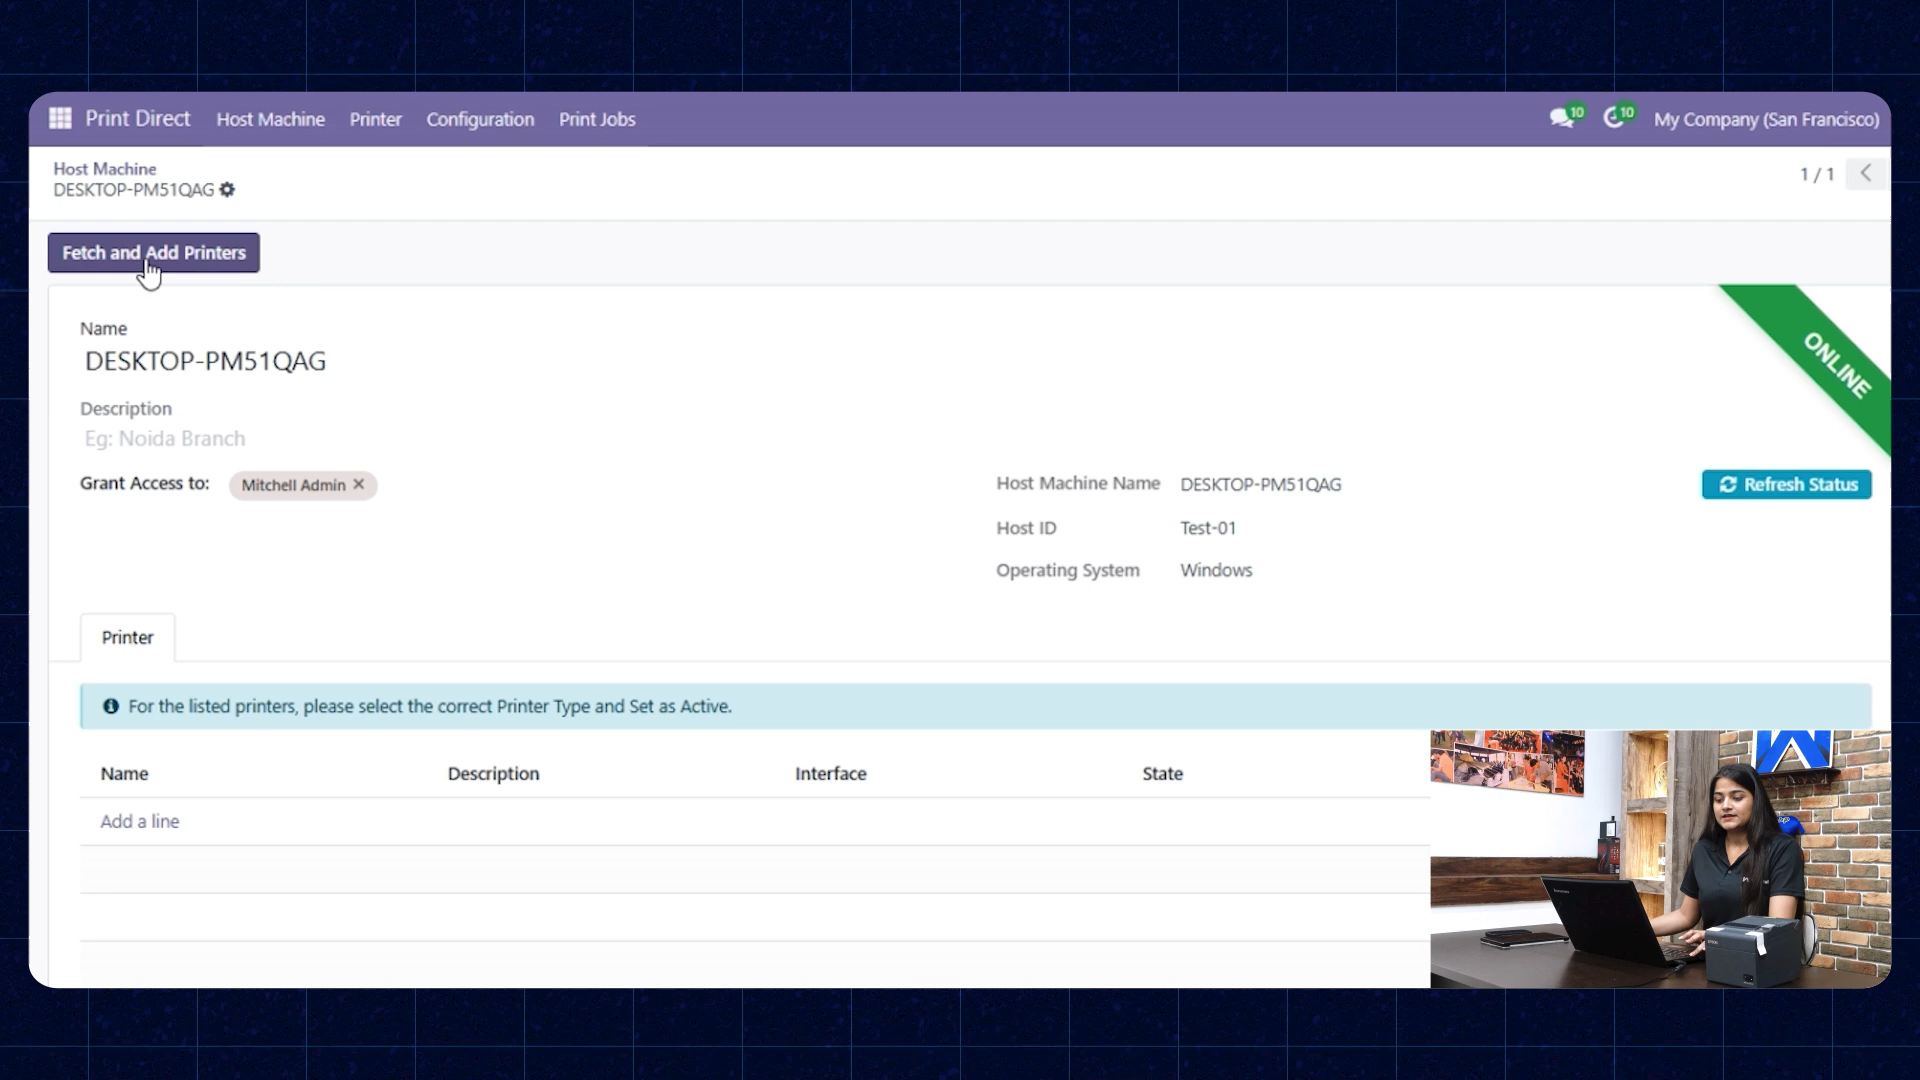 Print Direct Host Machine Printer Configuration Print Jobs 10 10 My Company (San Francisco)
Host Machine
DESKTOP-PM51QAG
1 / 1
Fetch and Add Printers
ONLINE
Name
DESKTOP-PM51QAG
Description
Eg: Noida Branch
Grant Access to: Mitchell Admin ✕
Host Machine Name DESKTOP-PM51QAG Refresh Status
Host ID Test-01
Operating System Windows
Printer
For the listed printers, please select the correct Printer Type and Set as Active.
Name Description Interface State
Add a line